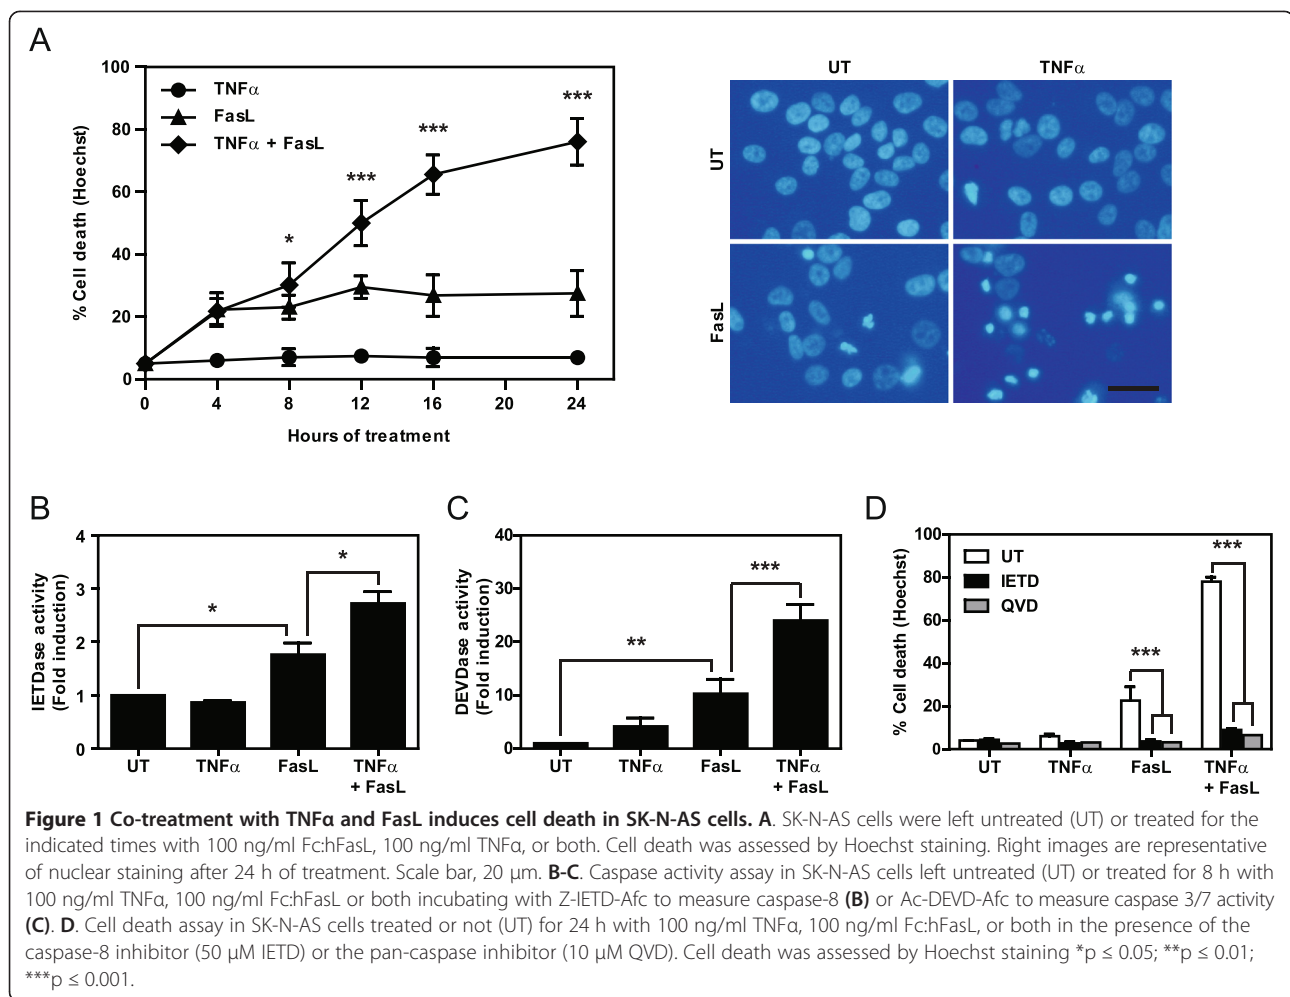 A
100
80
60
40
20
0
% Cell death (Hoechst)
TNFα
FasL
TNFα + FasL
*
***
***
***
0 4 8 12 16 20 24
Hours of treatment
UT TNFα
UT
FasL
B
4
3
2
1
0
IETDase activity
(Fold induction)
*
*
UT TNFα FasL TNFα
+ FasL
C
40
30
20
10
0
DEVDase activity
(Fold induction)
**
***
UT TNFα FasL TNFα
+ FasL
D
100
80
60
40
20
0
% Cell death (Hoechst)
UT
IETD
QVD
***
***
UT TNFα FasL TNFα
+ FasL
Figure 1 Co-treatment with TNFα and FasL induces cell death in SK-N-AS cells. A. SK-N-AS cells were left untreated (UT) or treated for the
indicated times with 100 ng/ml Fc:hFasL, 100 ng/ml TNFα, or both. Cell death was assessed by Hoechst staining. Right images are representative
of nuclear staining after 24 h of treatment. Scale bar, 20 μm. B-C. Caspase activity assay in SK-N-AS cells left untreated (UT) or treated for 8 h with
100 ng/ml TNFα, 100 ng/ml Fc:hFasL or both incubating with Z-IETD-Afc to measure caspase-8 (B) or Ac-DEVD-Afc to measure caspase 3/7 activity
(C). D. Cell death assay in SK-N-AS cells treated or not (UT) for 24 h with 100 ng/ml TNFα, 100 ng/ml Fc:hFasL, or both in the presence of the
caspase-8 inhibitor (50 μM IETD) or the pan-caspase inhibitor (10 μM QVD). Cell death was assessed by Hoechst staining *p ≤ 0.05; **p ≤ 0.01;
***p ≤ 0.001.